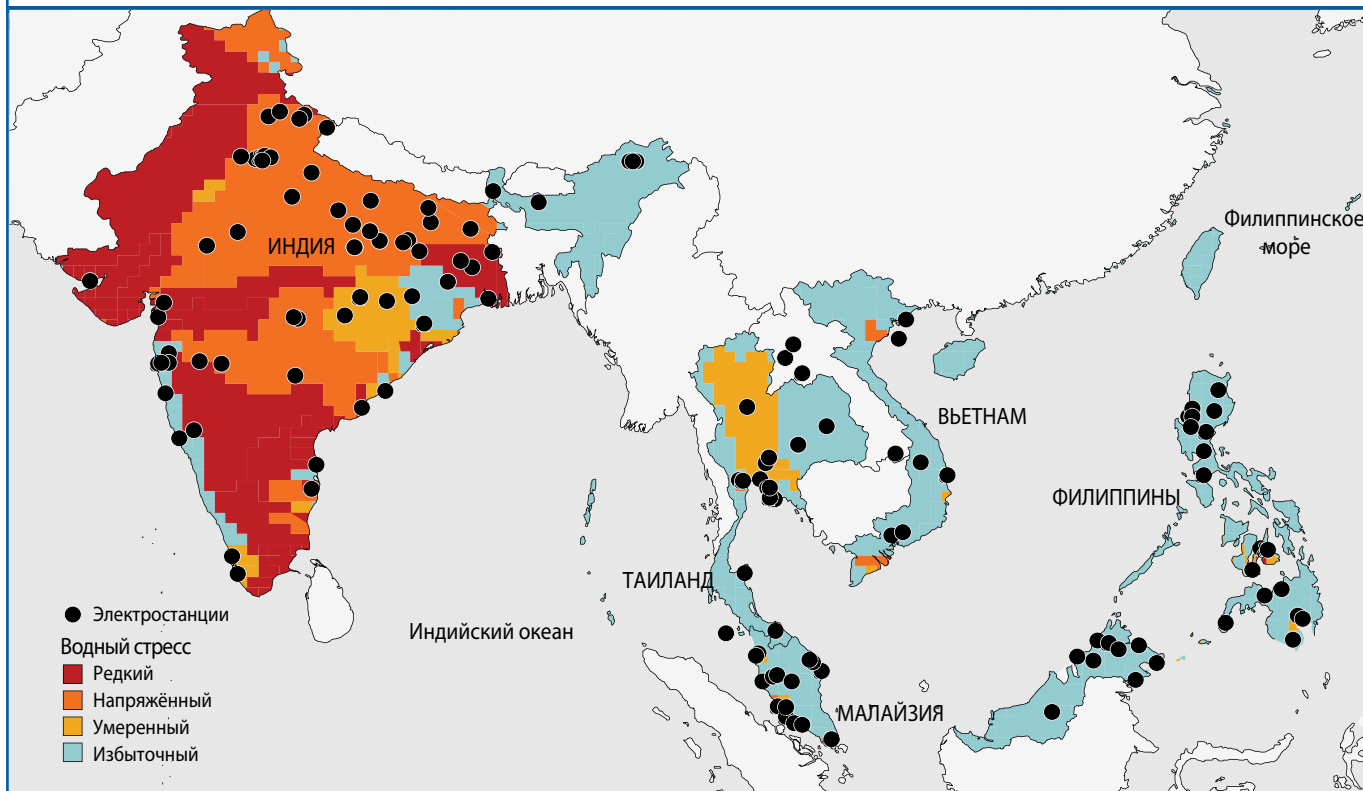 Филиппинское
море
ИНДИЯ
ВЬЕТНАМ
ФИЛИППИНЫ
ТАИЛАНД
Индийский океан
МАЛАЙЗИЯ
Электростанции
Водный стресс
Редкий
Напряжённый
Умеренный
Избыточный